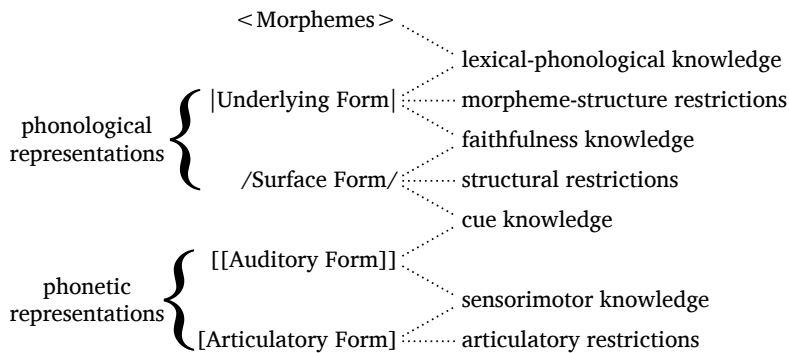 <Morphemes>
lexical-phonological knowledge
|Underlying Form|
morpheme-structure restrictions
phonological
representations
faithfulness knowledge
/Surface Form/
structural restrictions
cue knowledge
[[Auditory Form]]
phonetic
representations
sensorimotor knowledge
[Articulatory Form]
articulatory restrictions